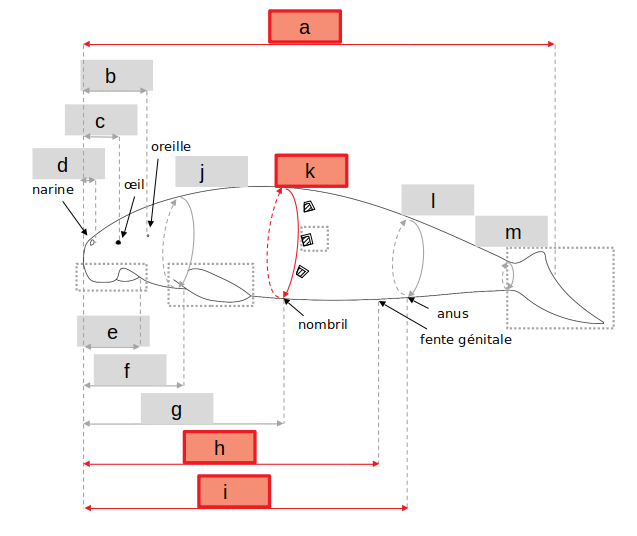 a
b
c
oreille
d
j
k
narine
œil
l
m
nombril
anus
e
fente génitale
f
g
h
i